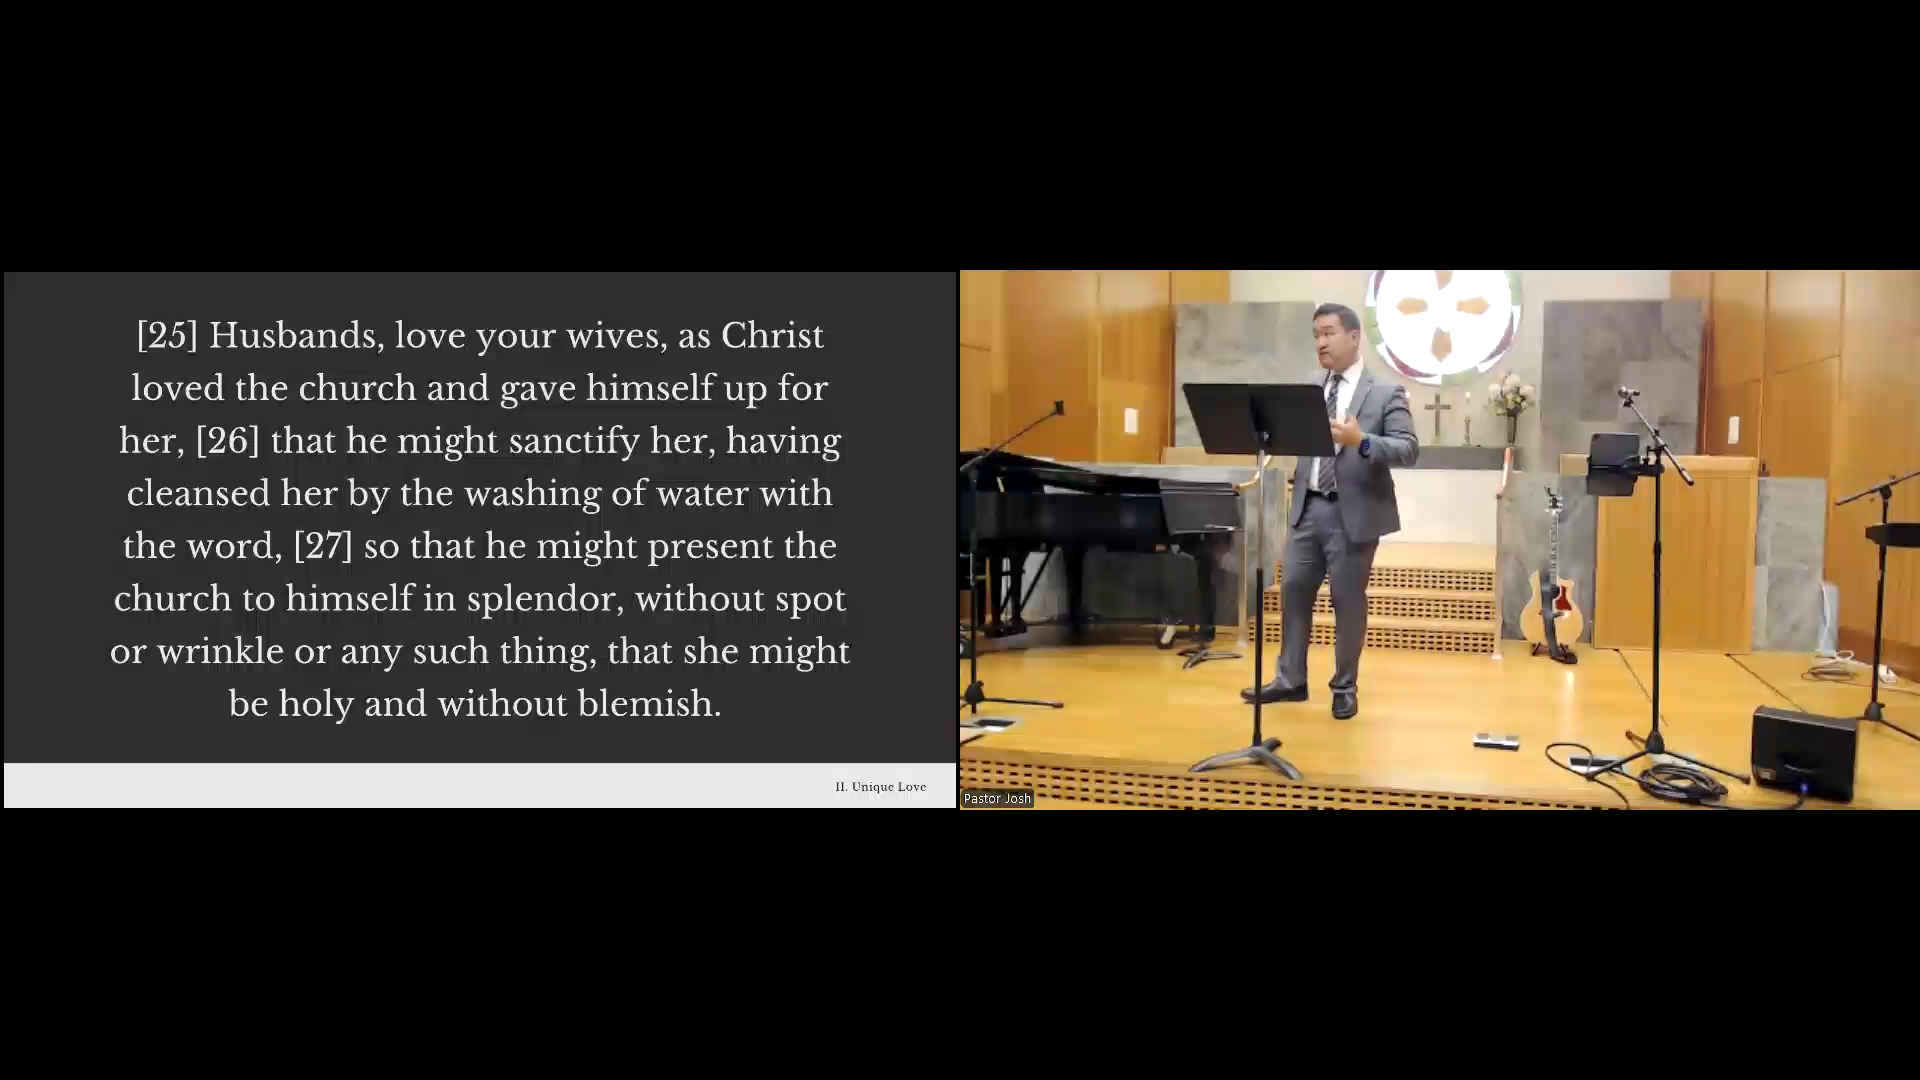 [25] Husbands, love your wives, as Christ
loved the church and gave himself up for
her, [26] that he might sanctify her, having
cleansed her by the washing of water with
the word, [27] so that he might present the
church to himself in splendor, without spot
or wrinkle or any such thing, that she might
be holy and without blemish.
II. Unique Love
Pastor Josh